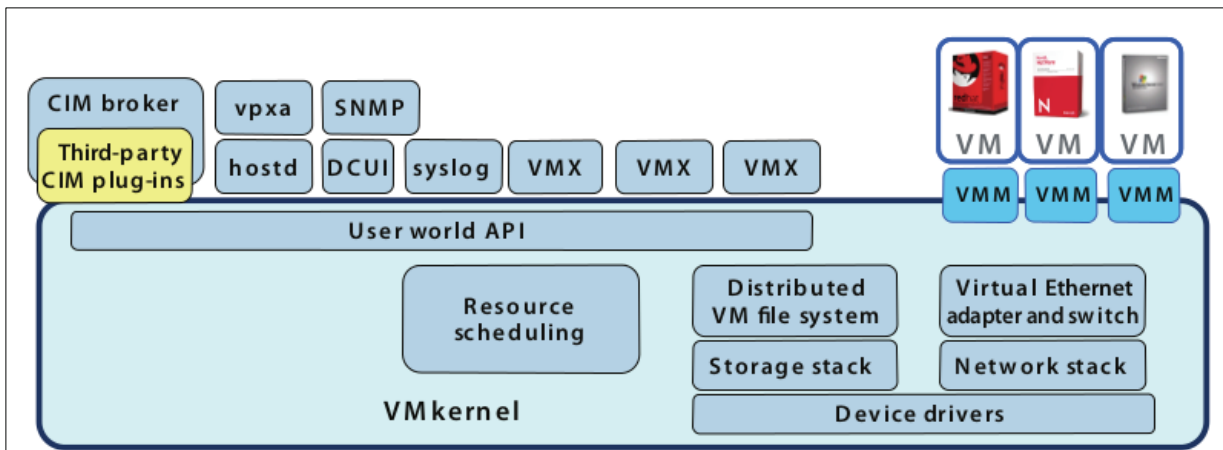 CIM broker
Third-party
CIM plug-ins
vpxa
SNMP
hostd
DCUI
syslog
VMX
VMX
VMX
redhat
N
VM
VM
VM
VMM
VMM
VMM
User world API
Resource
scheduling
Distributed
VM file system
Virtual Ethernet
adapter and switch
Storage stack
Network stack
VMkernel
Device drivers